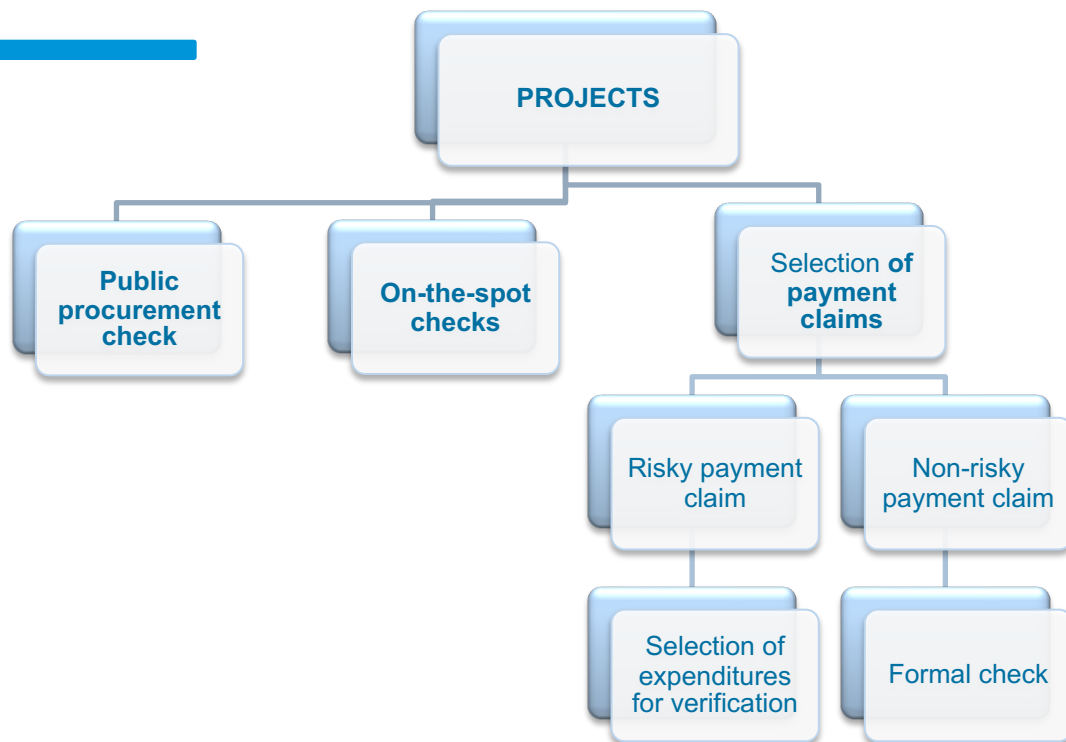 PROJECTS
Public
procurement
check
On-the-spot
checks
Selection of
payment
claims
Risky payment
claim
Non-risky
payment claim
Selection of
expenditures
for verification
Formal check